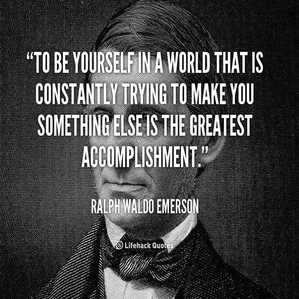 “TO BE YOURSELF IN A WORLD THAT IS
CONSTANTLY TRYING TO MAKE YOU
SOMETHING ELSE IS THE GREATEST
ACCOMPLISHMENT.”
RALPH WALDO EMERSON
Lifehack Quotes